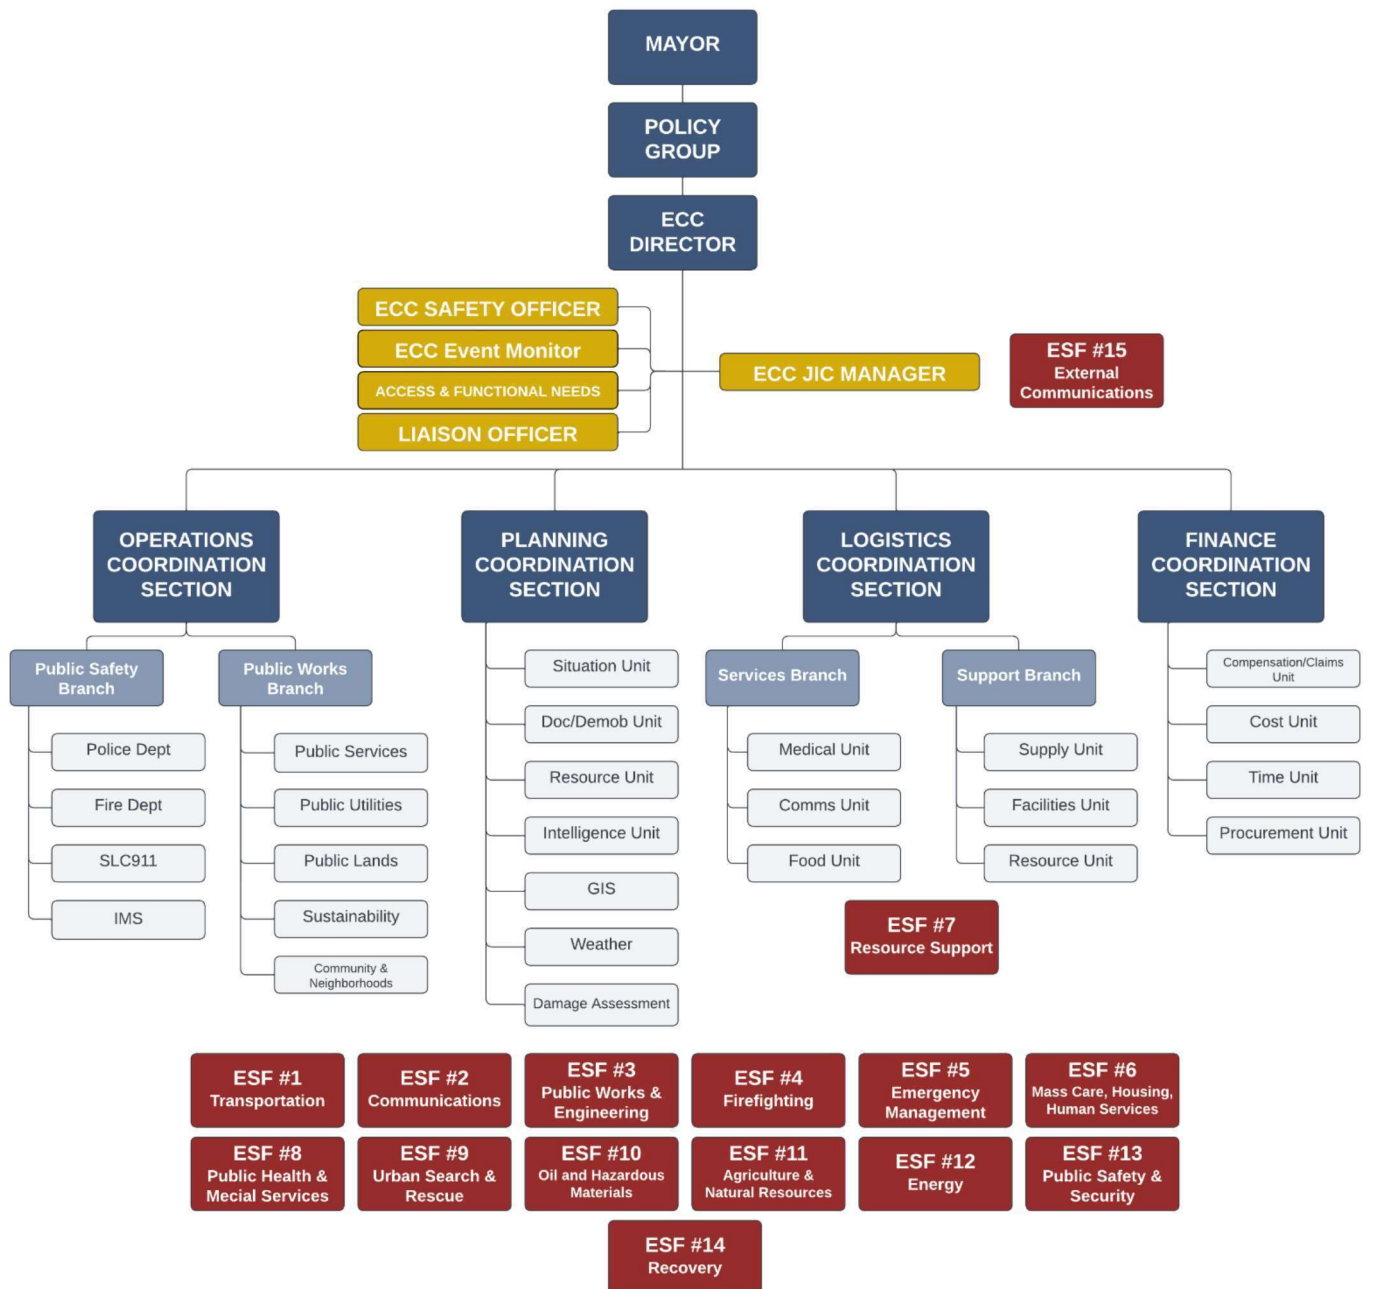 MAYOR
POLICY
GROUP
ECC
DIRECTOR
ECC SAFETY OFFICER
ECC Event Monitor
ACCESS & FUNCTIONAL NEEDS
LIAISON OFFICER
ECC JIC MANAGER
ESF #15
External
Communications
OPERATIONS
COORDINATION
SECTION
Public Safety
Branch
Police Dept
Fire Dept
SLC911
IMS
Public Works
Branch
Public Services
Public Utilities
Public Lands
Sustainability
Community &
Neighborhoods
PLANNING
COORDINATION
SECTION
Situation Unit
Doc/Demob Unit
Resource Unit
Intelligence Unit
GIS
Weather
Damage Assessment
LOGISTICS
COORDINATION
SECTION
Services Branch
Medical Unit
Comms Unit
Food Unit
Support Branch
Supply Unit
Facilities Unit
Resource Unit
ESF #7
Resource Support
FINANCE
COORDINATION
SECTION
Compensation/Claims
Unit
Cost Unit
Time Unit
Procurement Unit
ESF #1
Transportation
ESF #2
Communications
ESF #3
Public Works &
Engineering
ESF #4
Firefighting
ESF #5
Emergency
Management
ESF #6
Mass Care, Housing,
Human Services
ESF #8
Public Health &
Mecial Services
ESF #9
Urban Search &
Rescue
ESF #10
Oil and Hazardous
Materials
ESF #11
Agriculture &
Natural Resources
ESF #12
Energy
ESF #13
Public Safety &
Security
ESF #14
Recovery